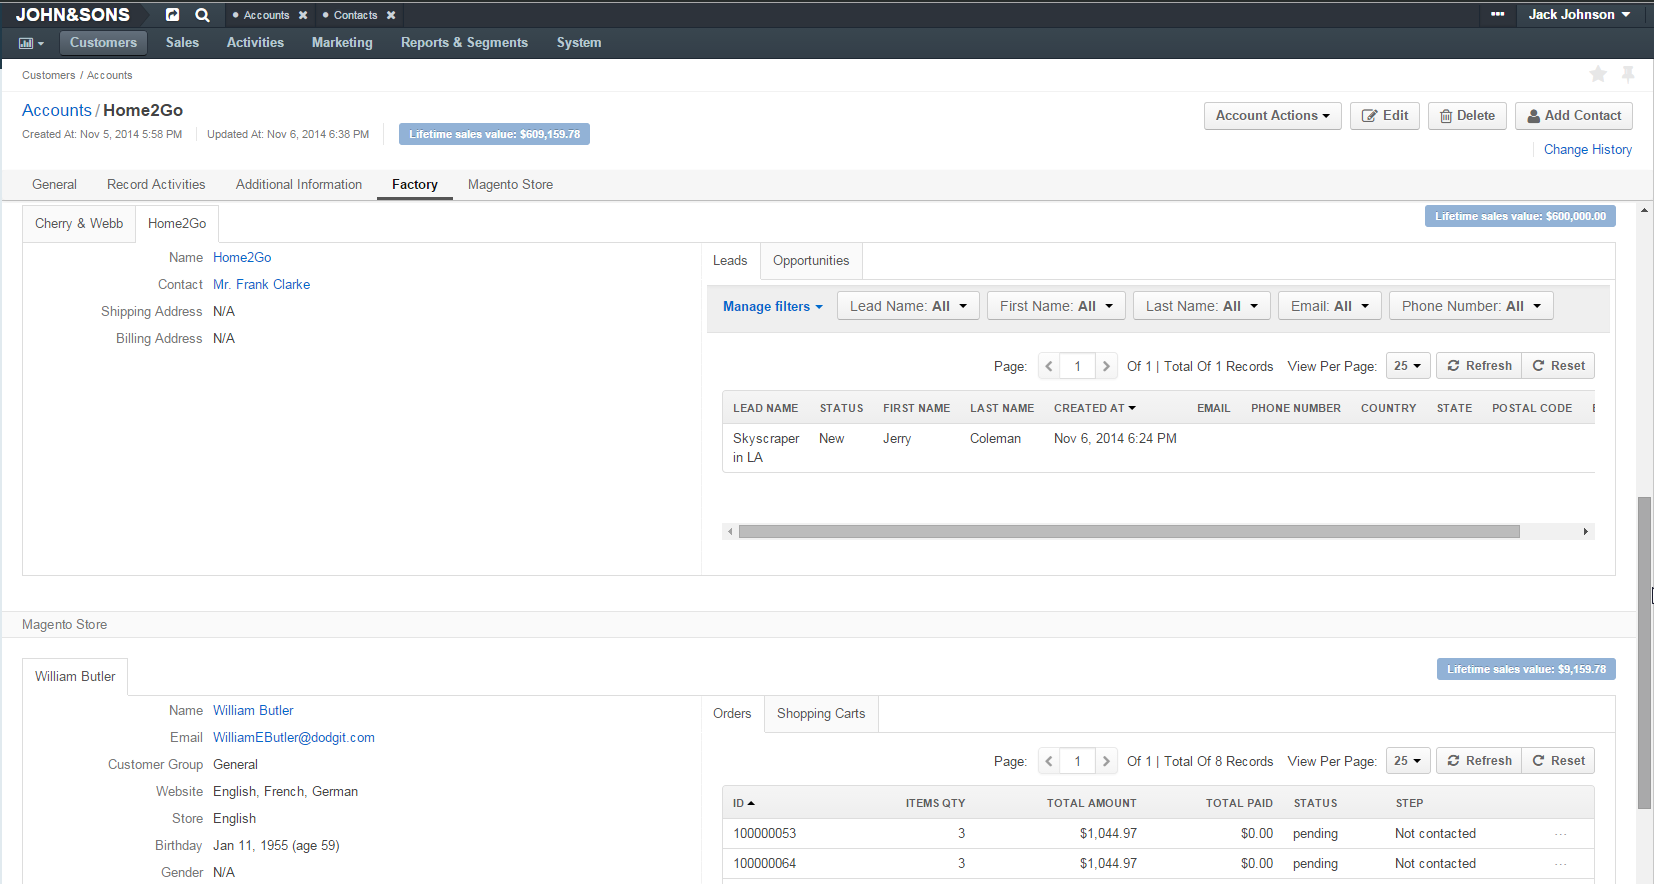 JOHN&SONS
Accounts
Contacts
Jack Johnson
Customers
Sales
Activities
Marketing
Reports & Segments
System
Customers / Accounts
Accounts / Home2Go
Created At: Nov 5, 2014 5:58 PM
Updated At: Nov 6, 2014 6:38 PM
Lifetime sales value: $609,159.78
Account Actions
Edit
Delete
Add Contact
Change History
General
Record Activities
Additional Information
Factory
Magento Store
Cherry & Webb
Home2Go
Lifetime sales value: $600,000.00
Name Home2Go
Contact Mr. Frank Clarke
Shipping Address N/A
Billing Address N/A
Leads
Opportunities
Manage filters
Lead Name: All
First Name: All
Last Name: All
Email: All
Phone Number: All
Page: 1 Of 1 | Total Of 1 Records View Per Page: 25 Refresh Reset
LEAD NAME STATUS FIRST NAME LAST NAME CREATED AT EMAIL PHONE NUMBER COUNTRY STATE POSTAL CODE
Skyscraper New Jerry Coleman Nov 6, 2014 6:24 PM
in LA
Magento Store
William Butler
Lifetime sales value: $9,159.78
Name William Butler
Email WilliamEButler@dodgit.com
Customer Group General
Website English, French, German
Store English
Birthday Jan 11, 1955 (age 59)
Gender N/A
Orders
Shopping Carts
Page: 1 Of 1 | Total Of 8 Records View Per Page: 25 Refresh Reset
ID ITEMS QTY TOTAL AMOUNT TOTAL PAID STATUS STEP
100000053 3 $1,044.97 $0.00 pending Not contacted ...
100000064 3 $1,044.97 $0.00 pending Not contacted ...